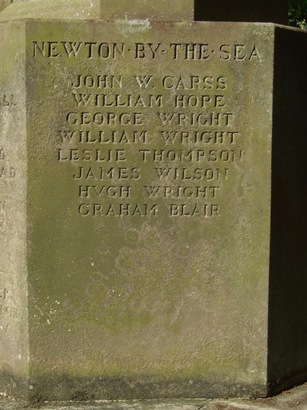 NEWTON·BY·THE·SEA
JOHN W. CARSS
WILLIAM HOPE
GEORGE WRIGHT
WILLIAM WRIGHT
LESLIE THOMPSON
JAMES WILSON
HUGH WRIGHT
GRAHAM BLAIR